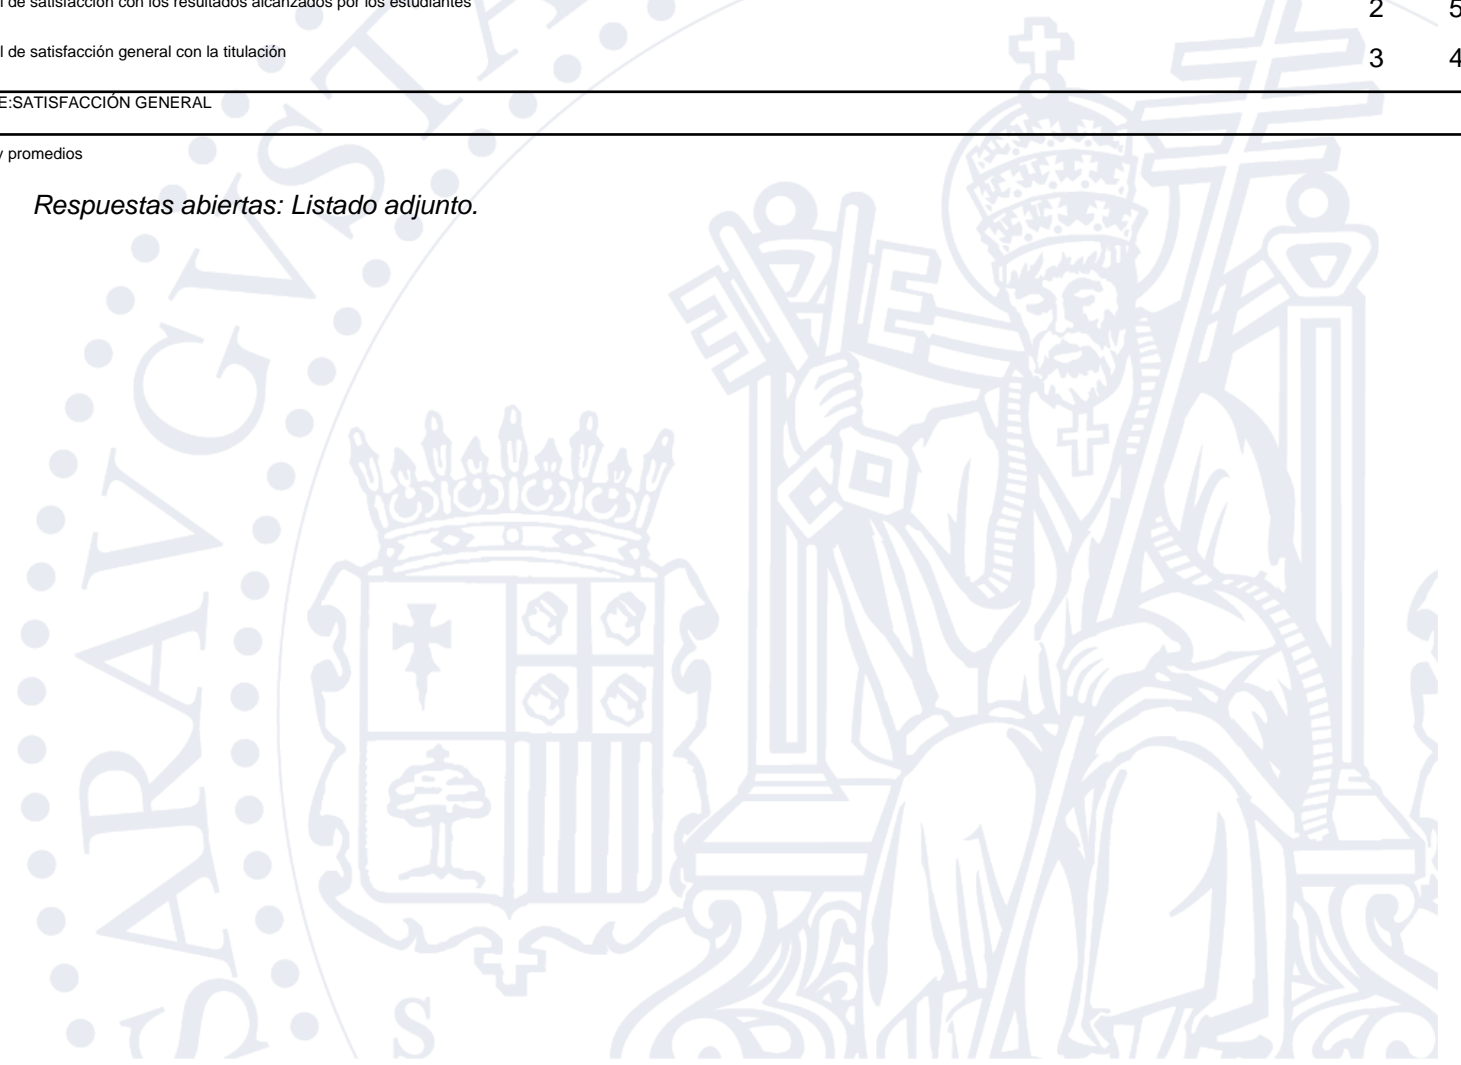 l de satisfacción con los resultados alcanzados por los estudiantes 2 5
l de satisfacción general con la titulación 3 4
E:SATISFACCIÓN GENERAL
y promedios
Respuestas abiertas: Listado adjunto.
SARAVGVSTA
S